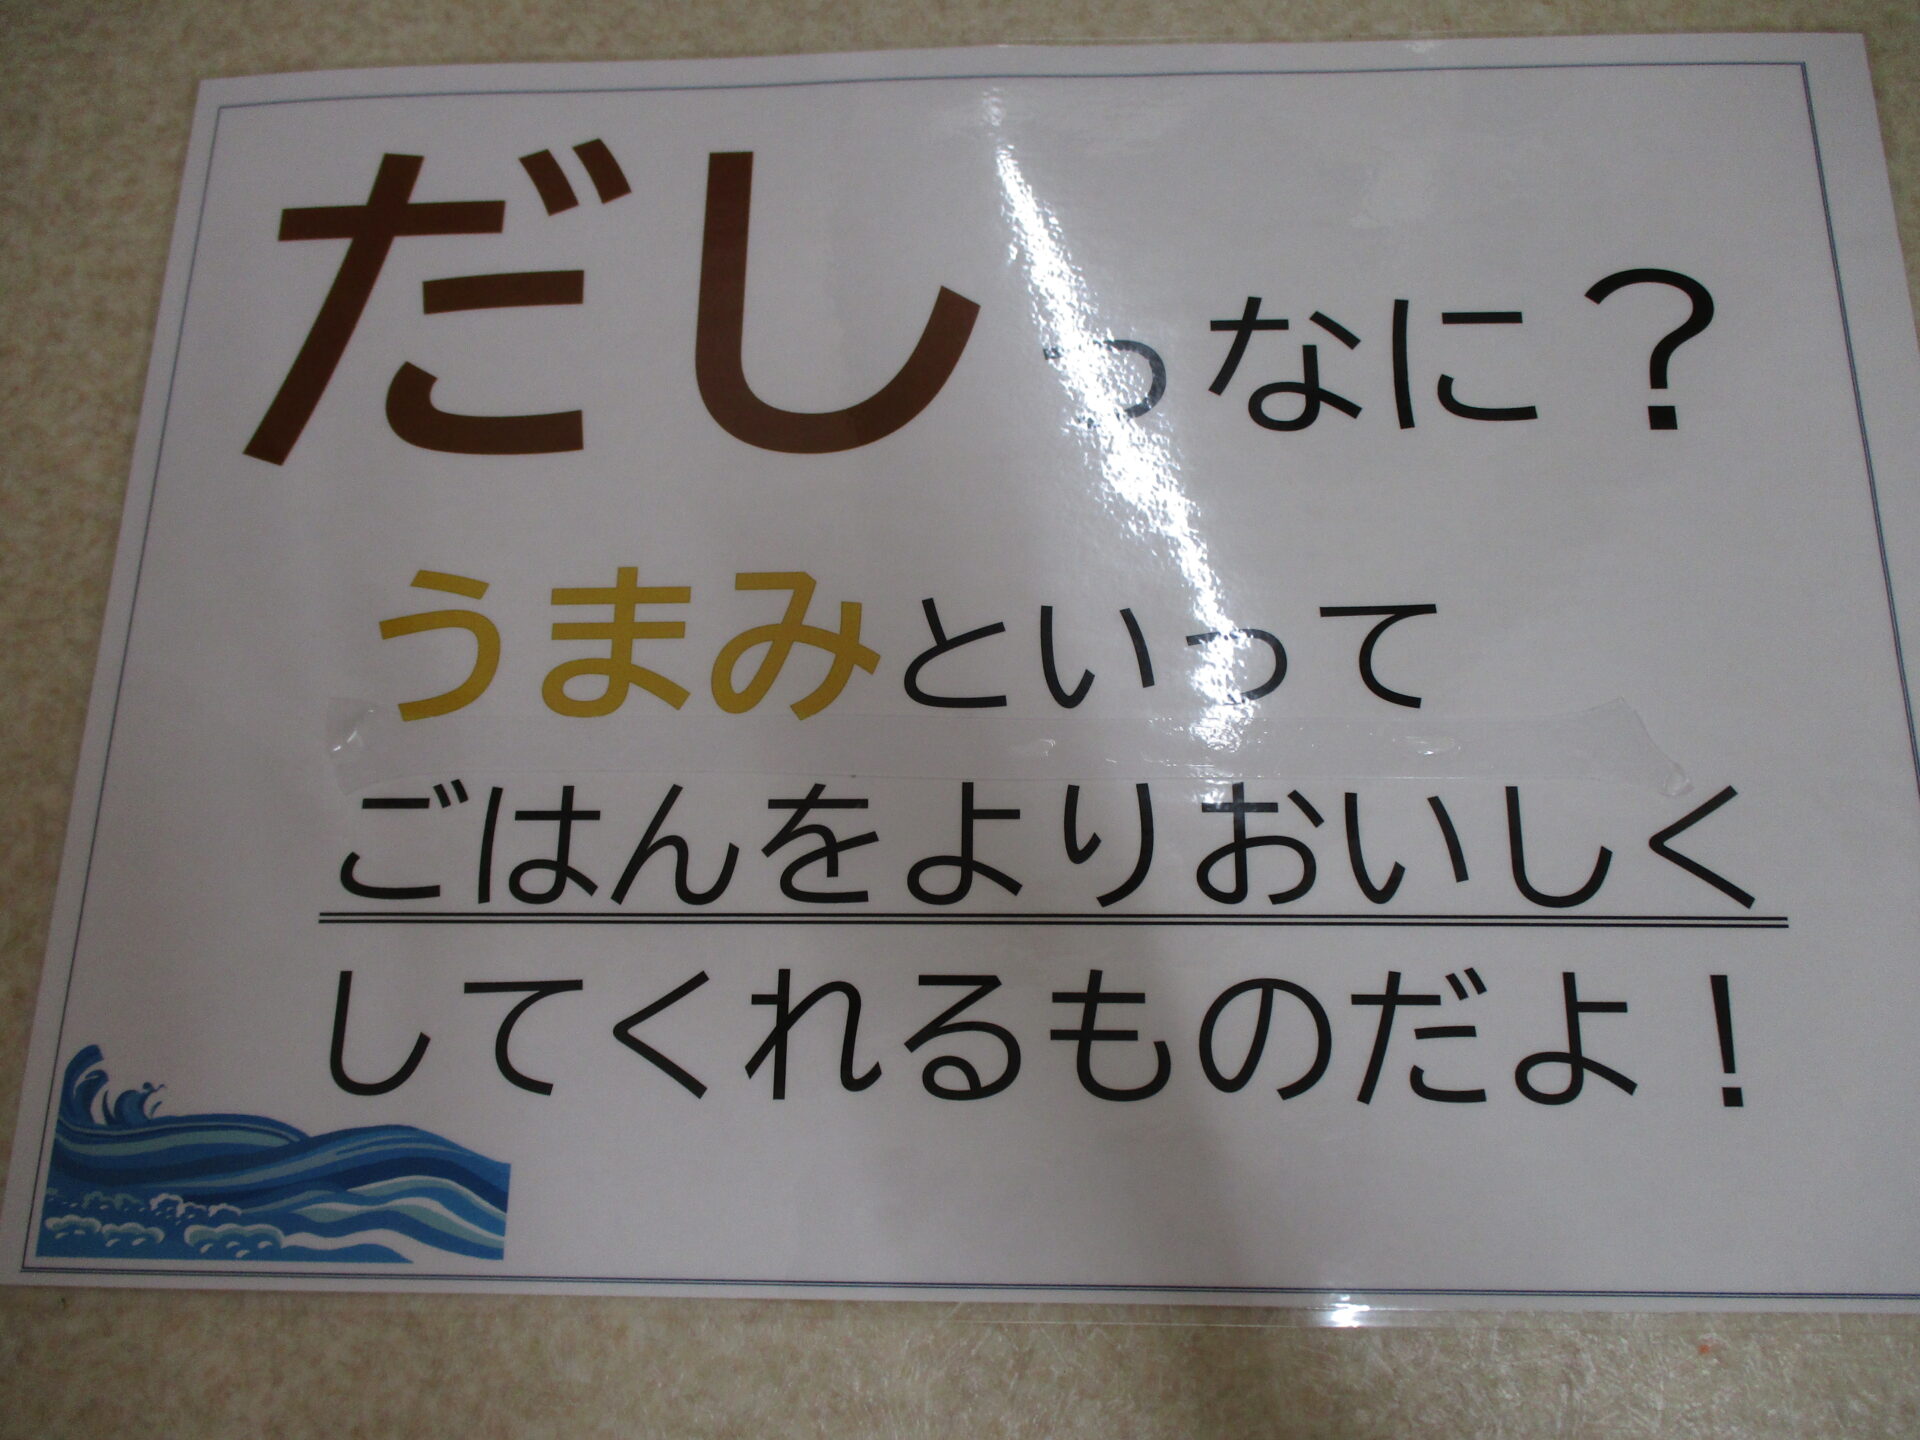 だしっなに？
うまみといって
ごはんをよりおいしく
してくれるものだよ！